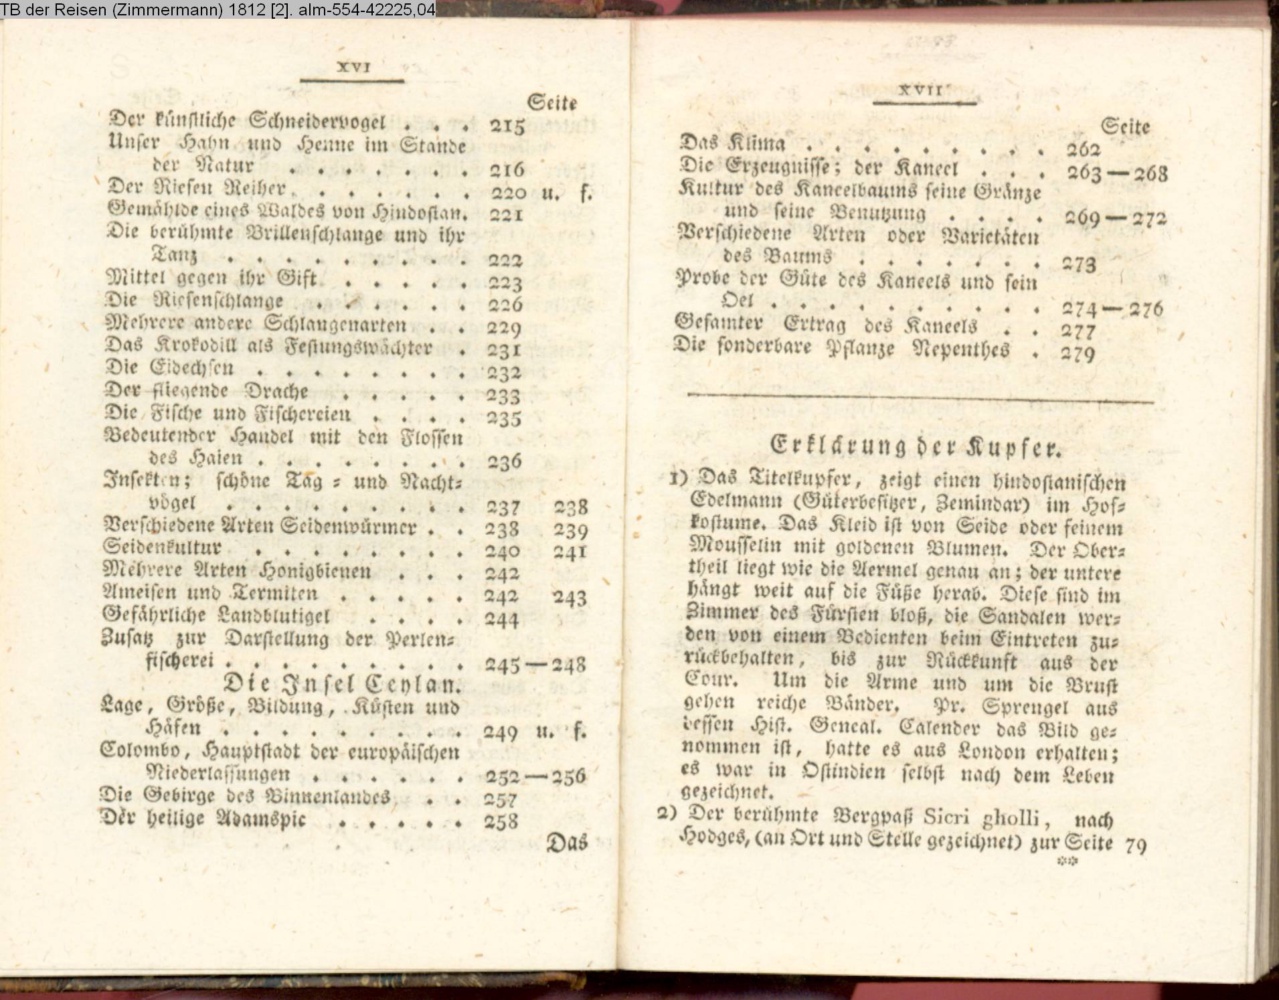 TB der Reisen (Zimmermann) 1812 [2]. alm-554-42225,04
XVI
Seite
Der künstliche Schneidervogel . . . 215
Unser Hahn und Henne im Stande
der Natur . . . . . . . 216
Der Riesen Reiher . . . . . . 220 u. f.
Gemählde eines Waldes von Hindostan. 221
Die berühmte Brillenschlange und ihr
Tanz . . . . . . . . . 222
Mittel gegen ihr Gift . . . . . 223
Die Riesenschlange . . . . . . 226
Mehrere andere Schlangenarten . . 229
Das Krokodill als Festungswächter . 231
Die Eidechsen . . . . . . . 232
Der fliegende Drache . . . . . 233
Die Fische und Fischereien . . . . 235
Bedeutender Handel mit den Flossen
des Haien . . . . . . . . 236
Insekten; schöne Tag- und Nacht-
vögel . . . . . . . . . 237 238
Verschiedene Arten Seidenwürmer . . 238 239
Seidenkultur . . . . . . . 240 241
Mehrere Arten Honigbienen . . . 242
Ameisen und Termiten . . . . . 242 243
Gefährliche Landblutigel . . . . 244
Zusatz zur Darstellung der Perlen-
fischerei . . . . . . . . . 245—248
Die Insel Ceylan.
Lage, Größe, Bildung, Küsten und
Häfen . . . . . . . . . 249 u. f.
Colombo, Hauptstadt der europäischen
Niederlassungen . . . . . . 252—256
Die Gebirge des Binnenlandes . . 257
Der heilige Adamspic . . . . . 258
Das
XVII
Seite
Das Klima . . . . . . . . . 262
Die Erzeugnisse; der Kaneel . . . 263—268
Kultur des Kaneelbaums seine Gränze
und seine Benutzung . . . . 269—272
Verschiedene Arten oder Varietäten
des Baums . . . . . . . 273
Probe der Güte des Kaneels und sein
Oel . . . . . . . . . . 274—276
Gesamter Ertrag des Kaneels . . 277
Die sonderbare Pflanze Nepenthes . 279
Erklärung der Kupfer.
1) Das Titelkupfer, zeigt einen hindostanischen
Edelmann (Güterbesitzer, Zemindar) im Hof-
kostume. Das Kleid ist von Seide oder feinem
Mousselin mit goldenen Blumen. Der Ober-
theil liegt wie die Aermel genau an; der untere
hängt weit auf die Füße herab. Diese sind im
Zimmer des Fürsten bloß, die Sandalen wer-
den von einem Bedienten beim Eintreten zu-
rückbehalten, bis zur Rückkunft aus der
Cour. Um die Arme und um die Brust
gehen reiche Bänder. Pr. Sprengel aus
dessen Hist. Geneal. Calender das Bild ge-
nommen ist, hatte es aus London erhalten;
es war in Ostindien selbst nach dem Leben
gezeichnet.
2) Der berühmte Bergpaß Sicri gholli, nach
Hodges, (an Ort und Stelle gezeichnet) zur Seite 79
**